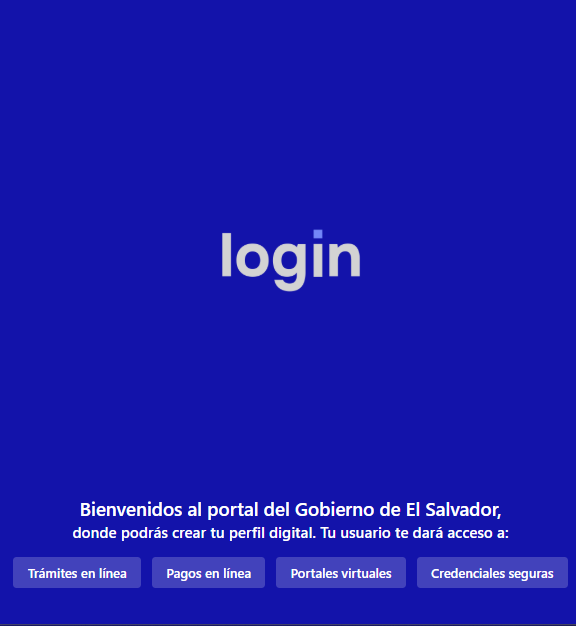 login
Bienvenidos al portal del Gobierno de El Salvador,
donde podrás crear tu perfil digital. Tu usuario te dará acceso a:
Trámites en línea
Pagos en línea
Portales virtuales
Credenciales seguras